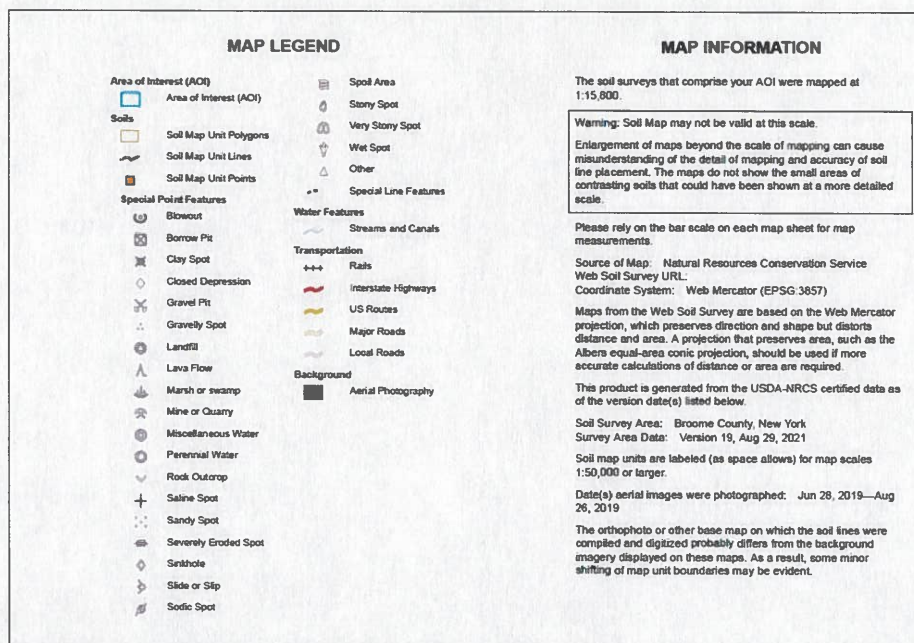 MAP LEGEND
Area of Interest (AOI)
Area of Interest (AOI)
Soils
Soil Map Unit Polygons
Soil Map Unit Lines
Soil Map Unit Points
Special Point Features
Blowout
Borrow Pit
Clay Spot
Closed Depression
Gravel Pit
Gravelly Spot
Landfill
Lava Flow
Marsh or swamp
Mine or Quarry
Miscellaneous Water
Perennial Water
Rock Outcrop
Saline Spot
Sandy Spot
Severely Eroded Spot
Sinkhole
Slide or Slip
Sodic Spot
Spoil Area
Stony Spot
Very Stony Spot
Wet Spot
Other
Special Line Features
Water Features
Streams and Canals
Transportation
Rails
Interstate Highways
US Routes
Major Roads
Local Roads
Background
Aerial Photography
MAP INFORMATION
The soil surveys that comprise your AOI were mapped at
1:15,800.
Warning: Soil Map may not be valid at this scale.
Enlargement of maps beyond the scale of mapping can cause
misunderstanding of the detail of mapping and accuracy of soil
line placement. The maps do not show the small areas of
contrasting soils that could have been shown at a more detailed
scale.
Please rely on the bar scale on each map sheet for map
measurements.
Source of Map: Natural Resources Conservation Service
Web Soil Survey URL:
Coordinate System: Web Mercator (EPSG:3857)
Maps from the Web Soil Survey are based on the Web Mercator
projection, which preserves direction and shape but distorts
distance and area. A projection that preserves area, such as the
Albers equal-area conic projection, should be used if more
accurate calculations of distance or area are required.
This product is generated from the USDA-NRCS certified data as
of the version date(s) listed below.
Soil Survey Area: Broome County, New York
Survey Area Data: Version 19, Aug 29, 2021
Soil map units are labeled (as space allows) for map scales
1:50,000 or larger.
Date(s) aerial images were photographed: Jun 28, 2019—Aug
26, 2019
The orthophoto or other base map on which the soil lines were
compiled and digitized probably differs from the background
imagery displayed on these maps. As a result, some minor
shifting of map unit boundaries may be evident.